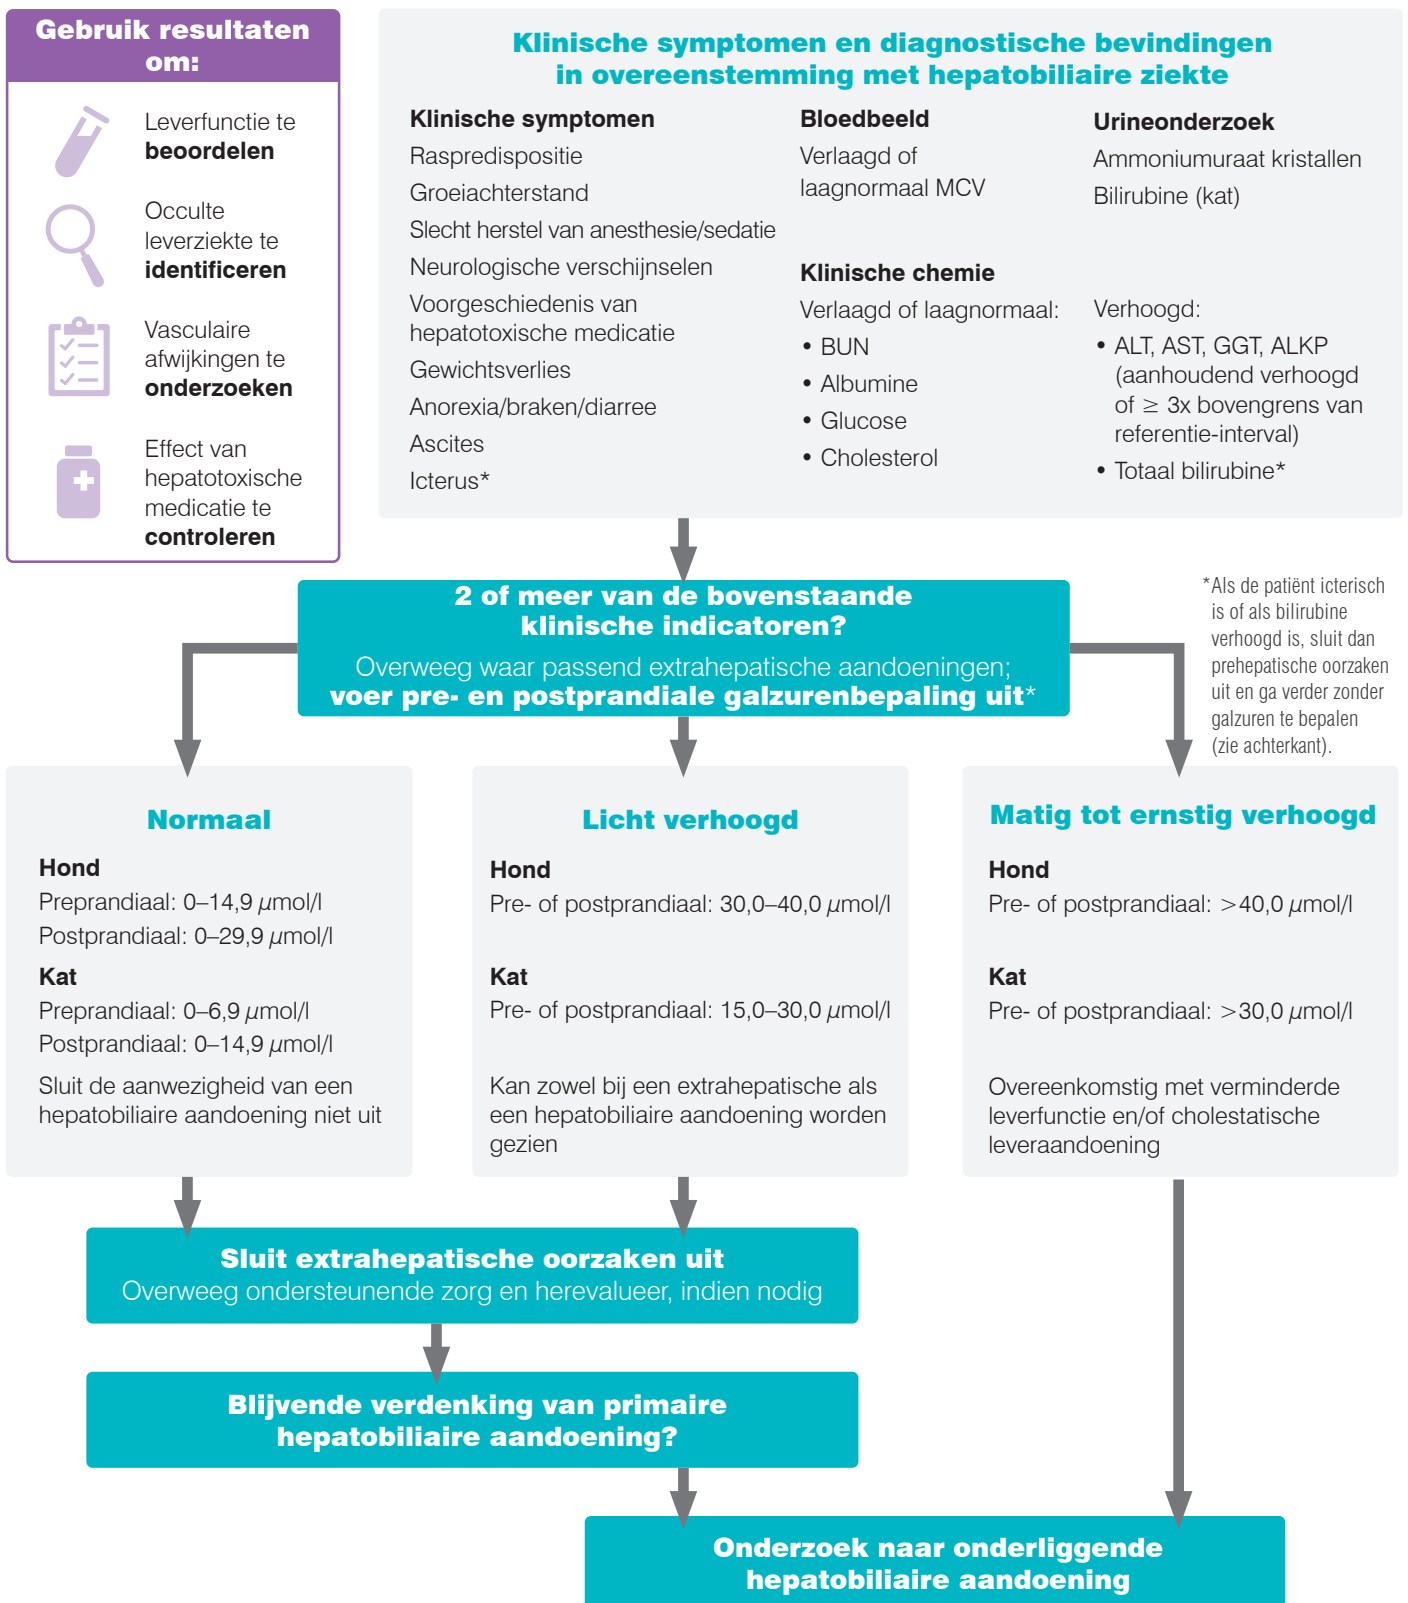 Gebruik resultaten
om:
Leverfunctie te
beoordelen
Occulte
leverziekte te
identificeren
Vasculaire
afwijkingen te
onderzoeken
Effect van
hepatotoxische
medicatie te
controleren
Klinische symptomen en diagnostische bevindingen
in overeenstemming met hepatobiliaire ziekte
Klinische symptomen
Raspredispositie
Groeiachterstand
Slecht herstel van anesthesie/sedatie
Neurologische verschijnselen
Voorgeschiedenis van
hepatotoxische medicatie
Gewichtsverlies
Anorexia/braken/diarree
Ascites
Icterus*
Bloedbeeld
Verlaagd of
laagnormaal MCV
Klinische chemie
Verlaagd of laagnormaal:
• BUN
• Albumine
• Glucose
• Cholesterol
Urineonderzoek
Ammoniumuraat kristallen
Bilirubine (kat)
Verhoogd:
• ALT, AST, GGT, ALKP
(aanhoudend verhoogd
of ≥ 3x bovengrens van
referentie-interval)
• Totaal bilirubine*
2 of meer van de bovenstaande
klinische indicatoren?
Overweeg waar passend extrahepatische aandoeningen;
voer pre- en postprandiale galzurenbepaling uit*
*Als de patiënt icterisch
is of als bilirubine
verhoogd is, sluit dan
prehepatische oorzaken
uit en ga verder zonder
galzuren te bepalen
(zie achterkant).
Normaal
Hond
Preprandiaal: 0–14,9 µmol/l
Postprandiaal: 0–29,9 µmol/l
Kat
Preprandiaal: 0–6,9 µmol/l
Postprandiaal: 0–14,9 µmol/l
Sluit de aanwezigheid van een
hepatobiliaire aandoening niet uit
Licht verhoogd
Hond
Pre- of postprandiaal: 30,0–40,0 µmol/l
Kat
Pre- of postprandiaal: 15,0–30,0 µmol/l
Kan zowel bij een extrahepatische als
een hepatobiliaire aandoening worden
gezien
Matig tot ernstig verhoogd
Hond
Pre- of postprandiaal: >40,0 µmol/l
Kat
Pre- of postprandiaal: >30,0 µmol/l
Overeenkomstig met verminderde
leverfunctie en/of cholestatische
leveraandoening
Sluit extrahepatische oorzaken uit
Overweeg ondersteunende zorg en herevalueer, indien nodig
Blijvende verdenking van primaire
hepatobiliaire aandoening?
Onderzoek naar onderliggende
hepatobiliaire aandoening